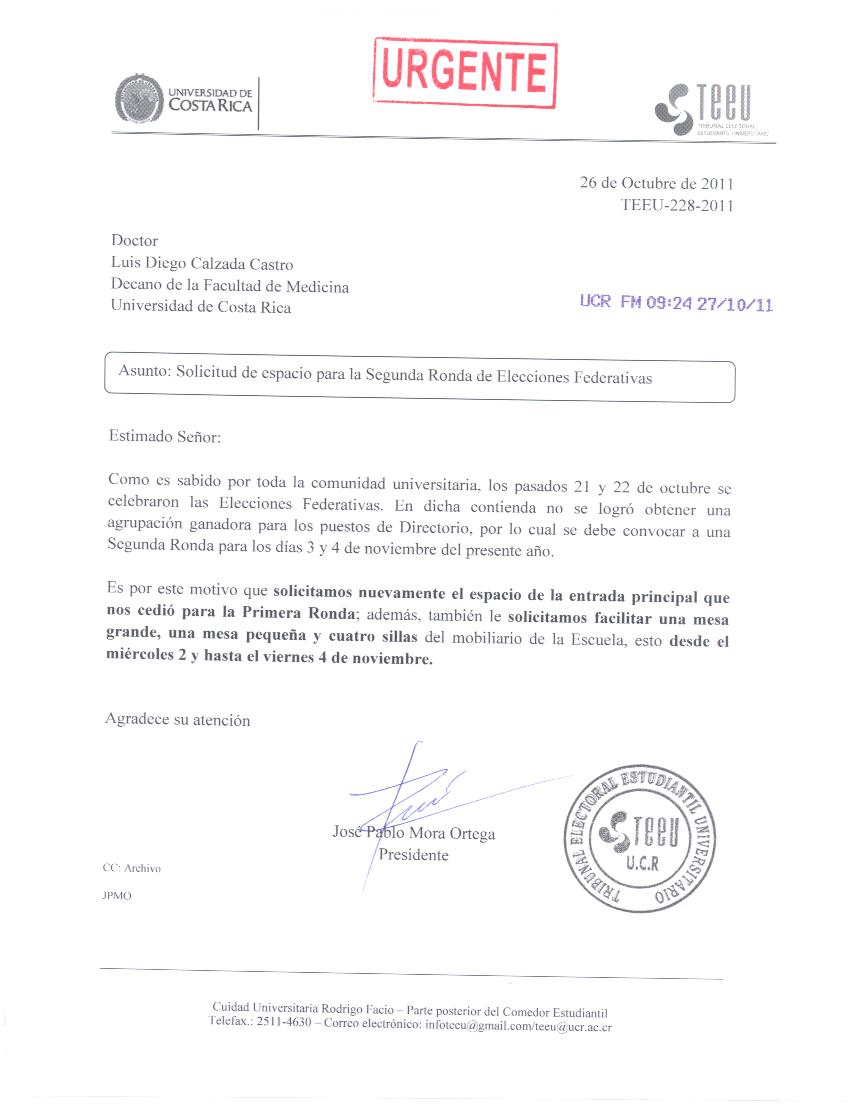 URGENTE
UNIVERSIDAD DE
COSTA RICA
TEEU
TRIBUNAL ELECTORAL
ESTUDIANTIL UNIVERSITARIO
26 de Octubre de 2011
TEEU-228-2011
Doctor
Luis Diego Calzada Castro
Decano de la Facultad de Medicina
Universidad de Costa Rica
UCR FM 09:24 27/10/11
Asunto: Solicitud de espacio para la Segunda Ronda de Elecciones Federativas
Estimado Señor:
Como es sabido por toda la comunidad universitaria, los pasados 21 y 22 de octubre se
celebraron las Elecciones Federativas. En dicha contienda no se logró obtener una
agrupación ganadora para los puestos de Directorio, por lo cual se debe convocar a una
Segunda Ronda para los días 3 y 4 de noviembre del presente año.
Es por este motivo que solicitamos nuevamente el espacio de la entrada principal que
nos cedió para la Primera Ronda; además, también le solicitamos facilitar una mesa
grande, una mesa pequeña y cuatro sillas del mobiliario de la Escuela, esto desde el
miércoles 2 y hasta el viernes 4 de noviembre.
Agradece su atención
José Pablo Mora Ortega
Presidente
TRIBUNAL ELECTORAL ESTUDIANTIL UNIVERSITARIO
TEEU
U.C.R
CC: Archivo
JPMO
Cuidad Universitaria Rodrigo Facio – Parte posterior del Comedor Estudiantil
Telefax.: 2511-4630 – Correo electrónico: infoteeu@gmail.com/teeu@ucr.ac.cr